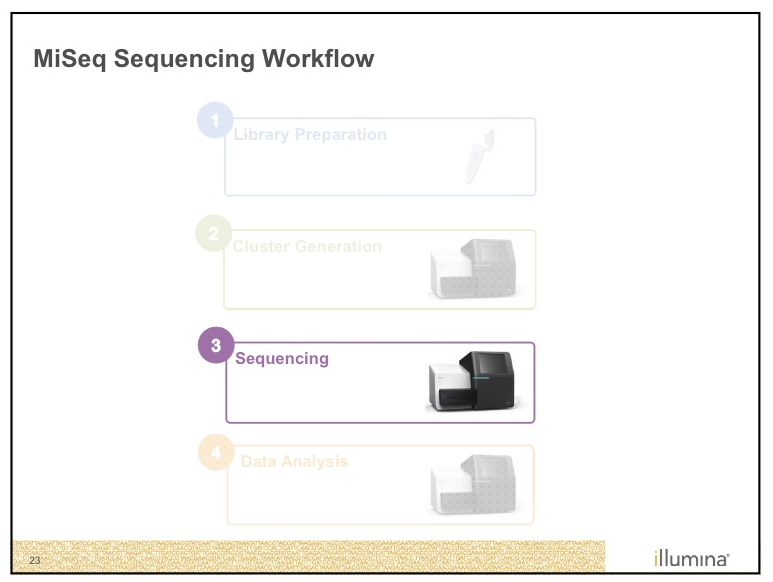 MiSeq Sequencing Workflow
1
Library Preparation
2
Cluster Generation
3
Sequencing
4
Data Analysis
23
illumina®